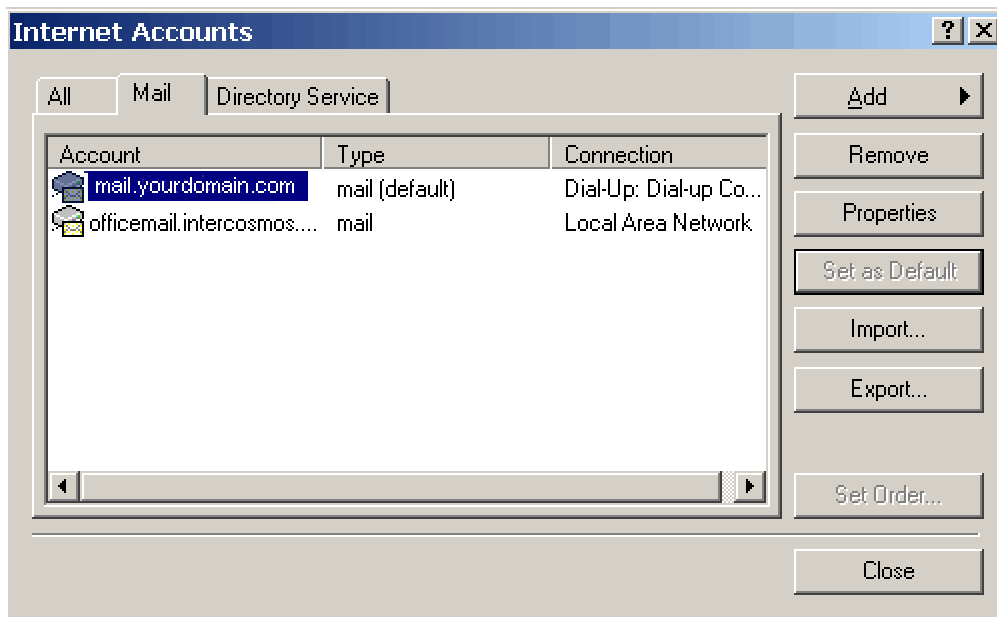 Internet Accounts
All Mail Directory Service
Account Type Connection
mail.yourdomain.com mail (default) Dial-Up: Dial-up Co...
officemail.intercosmos.... mail Local Area Network
Add
Remove
Properties
Set as Default
Import...
Export...
Set Order...
Close